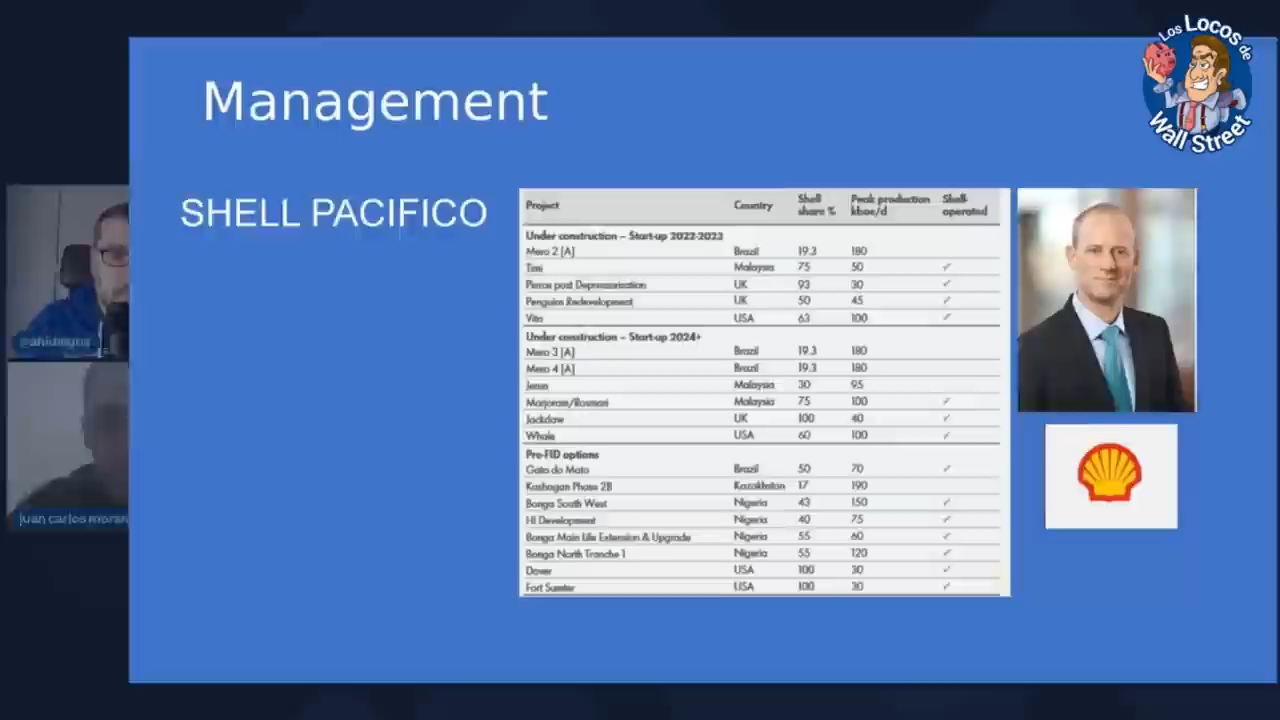 Los Locos de
Wall Street
Management
SHELL PACIFICO
Project Country Shell share % Peak production kboe/d Shell-operated
Under construction – Start-up 2022-2023
Mero 2 [A] Brazil 19.3 180
Timi Malaysia 75 50 ✓
Pierce post Depressurisation UK 93 30 ✓
Penguins Redevelopment UK 50 45 ✓
Vito USA 63 100 ✓
Under construction – Start-up 2024+
Mero 3 [A] Brazil 19.3 180
Mero 4 [A] Brazil 19.3 180
Jerun Malaysia 30 95
Marjoram/Rosmari Malaysia 75 100 ✓
Jackdaw UK 100 40 ✓
Whale USA 60 100 ✓
Pre-FID options
Gato do Mato Brazil 50 70 ✓
Kashagan Phase 2B Kazakhstan 17 190
Bonga South West Nigeria 43 150 ✓
HI Development Nigeria 40 75 ✓
Bonga Main Life Extension & Upgrade Nigeria 55 60 ✓
Bonga North Tranche 1 Nigeria 55 120 ✓
Dover USA 100 30 ✓
Fort Sumter USA 100 30 ✓
juan carlos moran